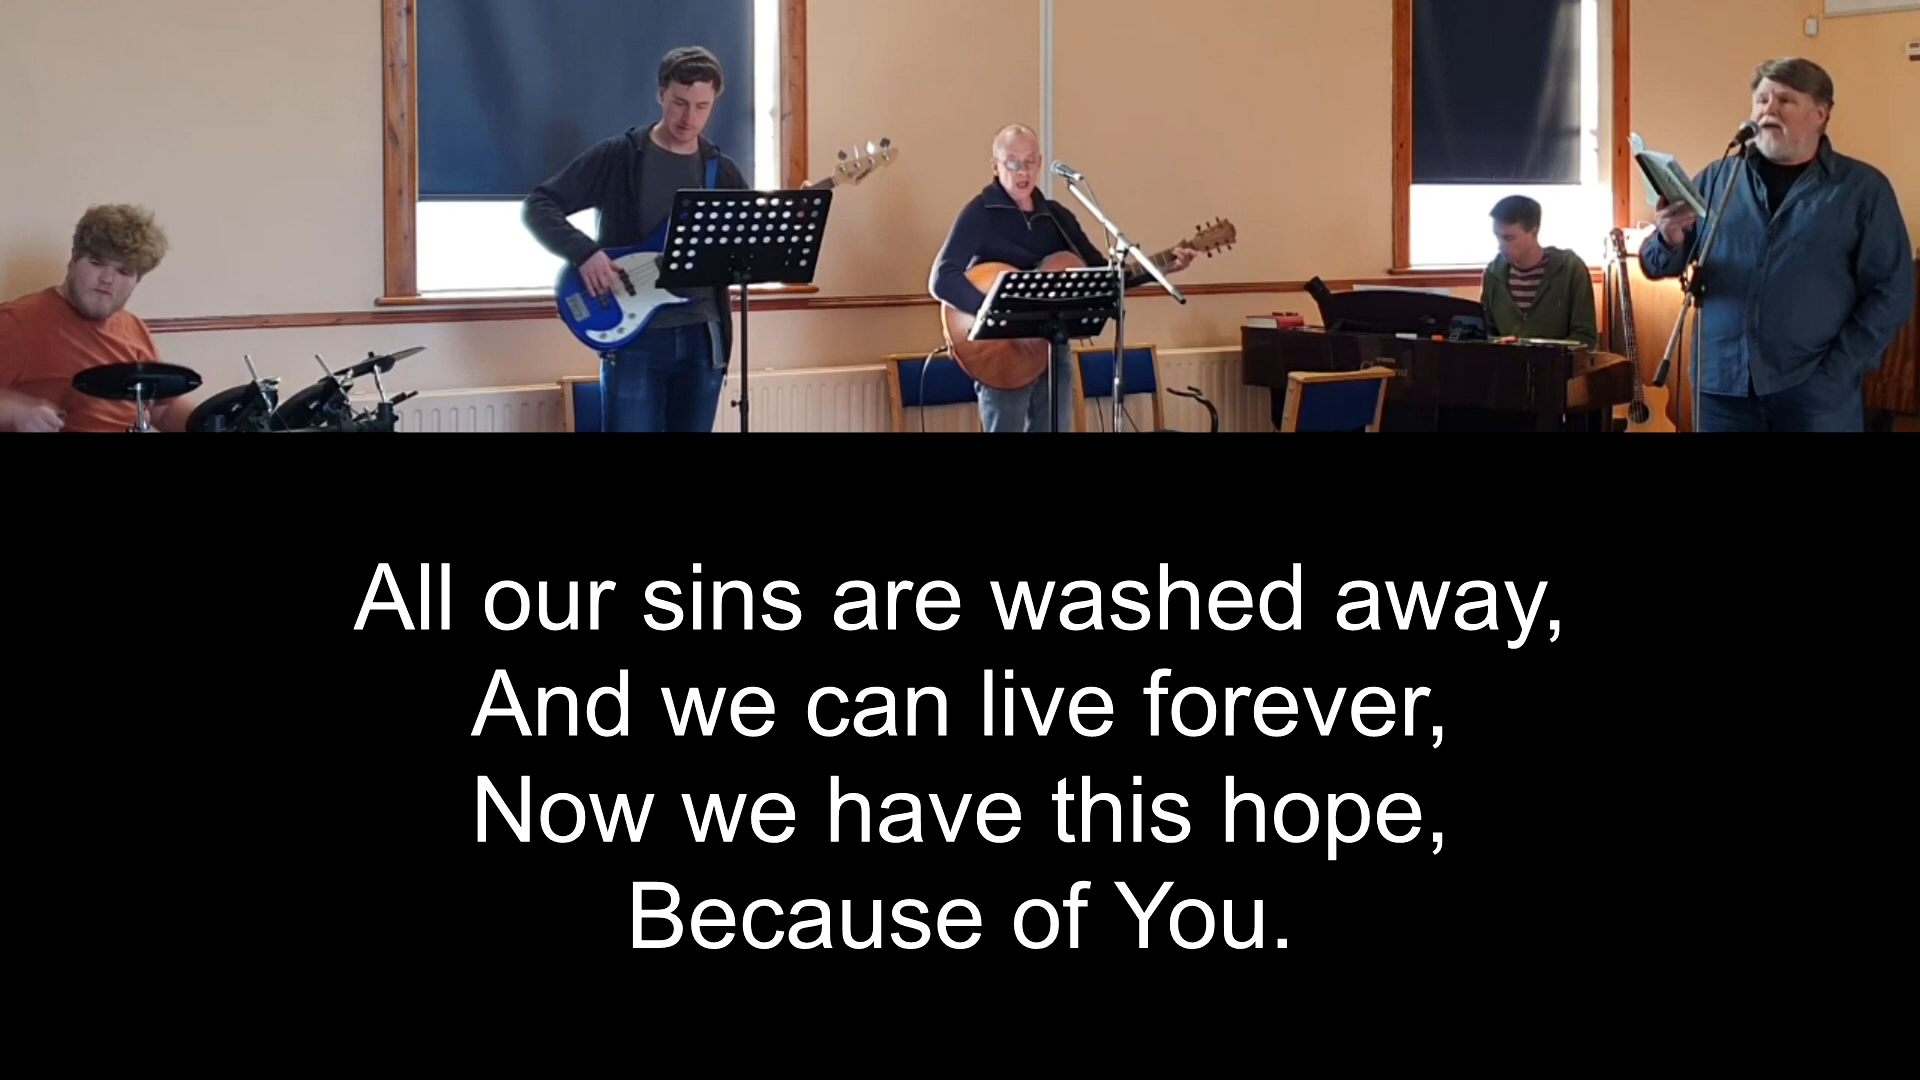 All our sins are washed away,
And we can live forever,
Now we have this hope,
Because of You.